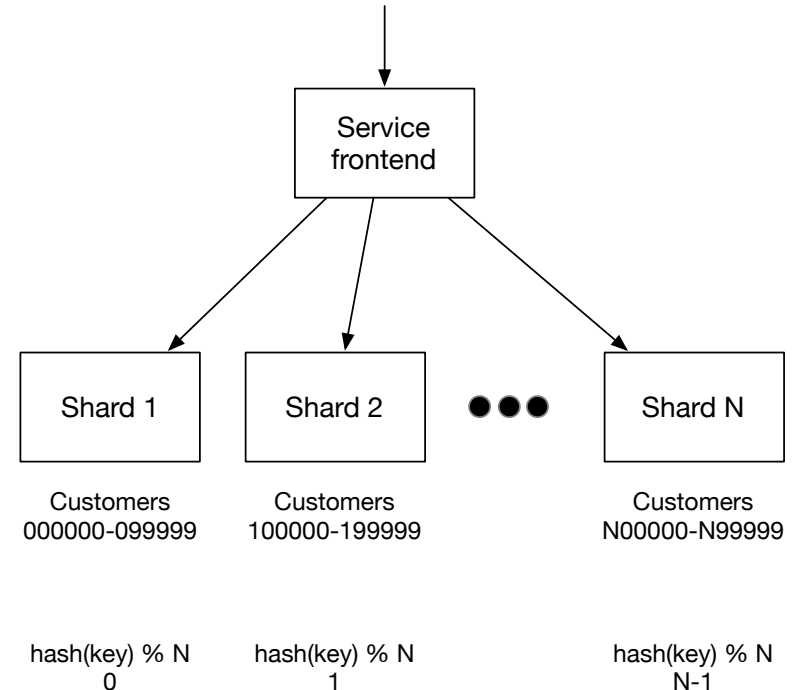 Service
frontend
Shard 1
Shard 2
Shard N
Customers
000000-099999
Customers
100000-199999
Customers
N00000-N99999
hash(key) % N
0
hash(key) % N
1
hash(key) % N
N-1